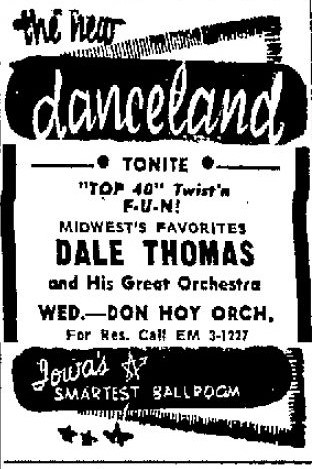 the new
danceland
TONITE
"TOP 40" Twist'n
F-U-N!
MIDWEST'S FAVORITES
DALE THOMAS
and His Great Orchestra
WED.—DON HOY ORCH.
For Res. Call EM 3-1227
Iowa's
SMARTEST BALLROOM